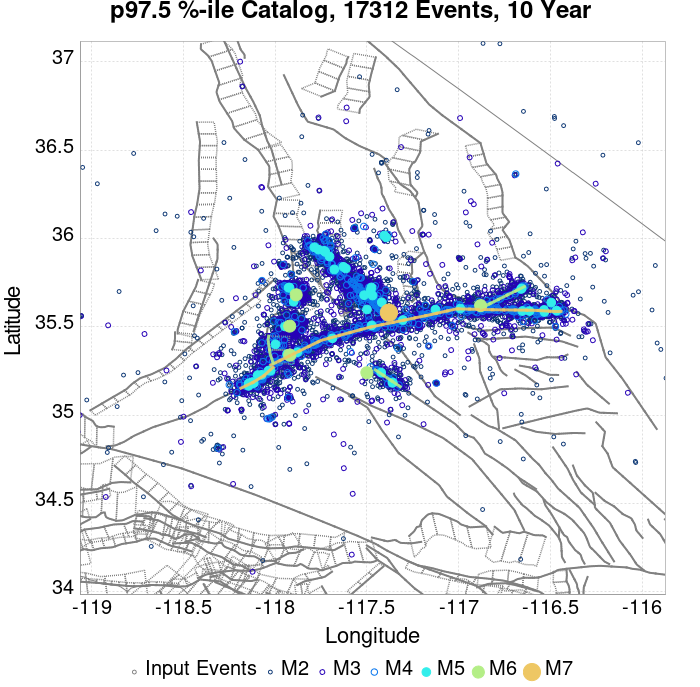 p97.5 %-ile Catalog, 17312 Events, 10 Year
37
36.5
36
35.5
35
34.5
34
Latitude
-119 -118.5 -118 -117.5 -117 -116.5 -116
Longitude
Input Events M2 M3 M4 M5 M6 M7